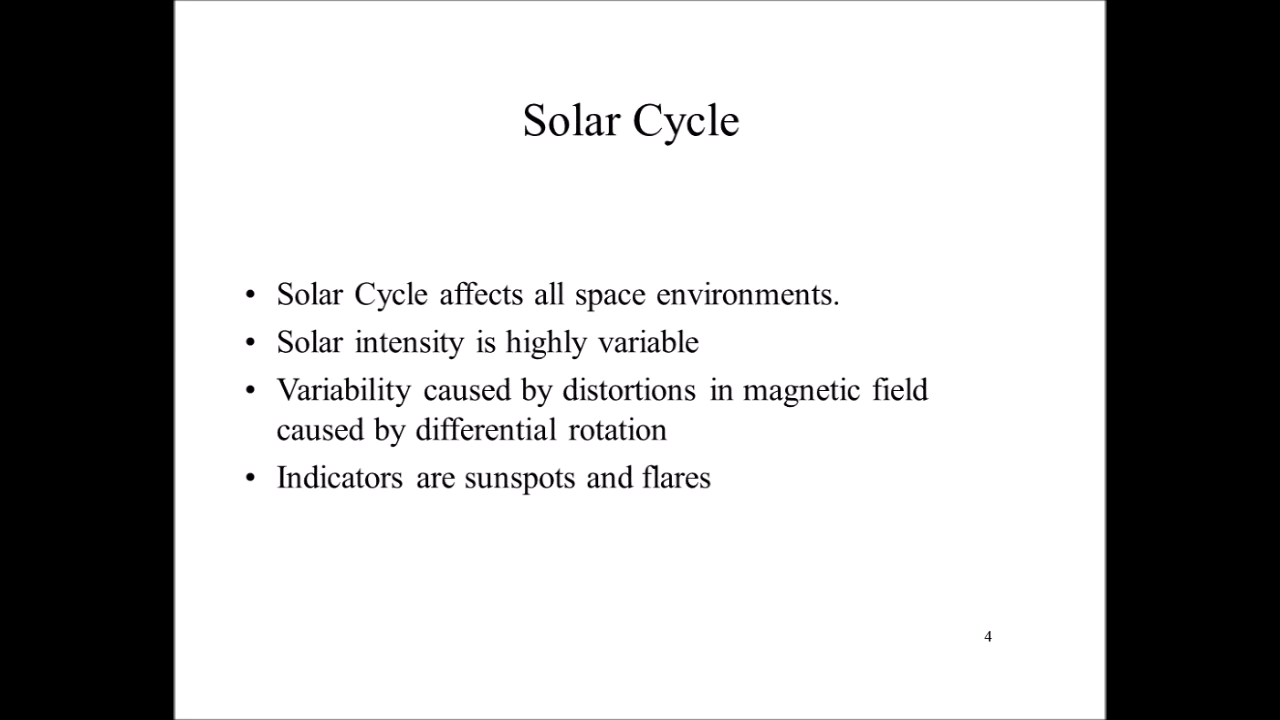 Solar Cycle
• Solar Cycle affects all space environments.
• Solar intensity is highly variable
• Variability caused by distortions in magnetic field
caused by differential rotation
• Indicators are sunspots and flares
4